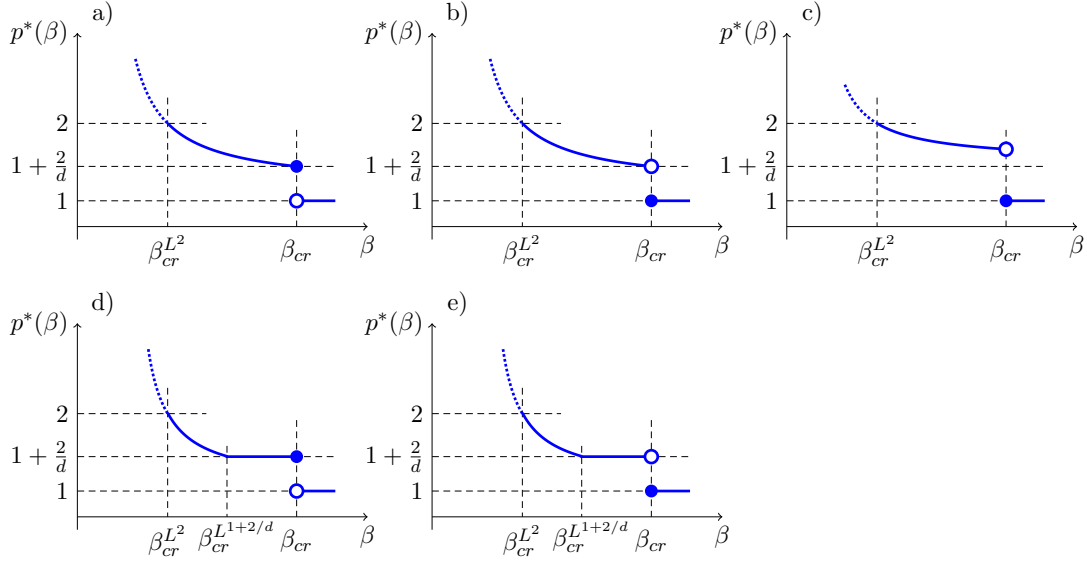 a)
p*(β)
2
1 + 2/d
1
β_cr^{L^2}
β_cr
β
b)
p*(β)
2
1 + 2/d
1
β_cr^{L^2}
β_cr
β
c)
p*(β)
2
1 + 2/d
1
β_cr^{L^2}
β_cr
β
d)
p*(β)
2
1 + 2/d
1
β_cr^{L^2}
β_cr^{L^{1+2/d}}
β_cr
β
e)
p*(β)
2
1 + 2/d
1
β_cr^{L^2}
β_cr^{L^{1+2/d}}
β_cr
β